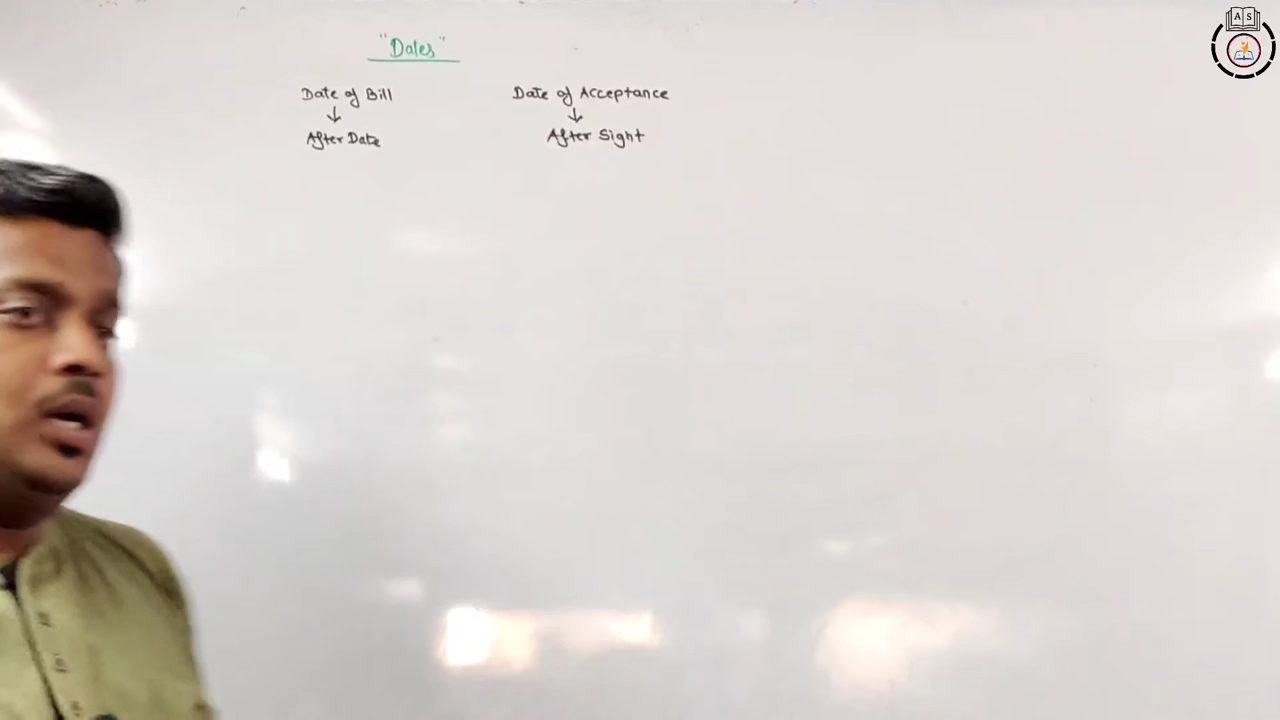 "Dates"
Date of Bill
Date of Acceptance
↓
↓
After Date
After Sight
A S